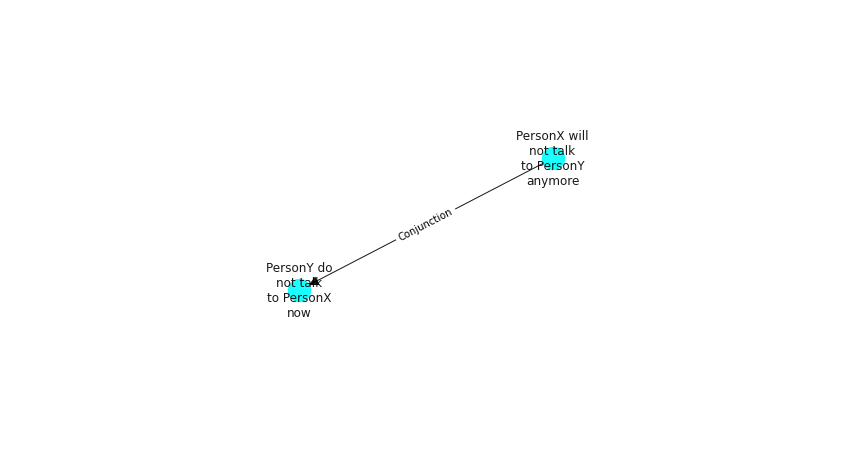 PersonX will
not talk
to PersonY
anymore
Conjunction
PersonY do
not talk
to PersonX
now